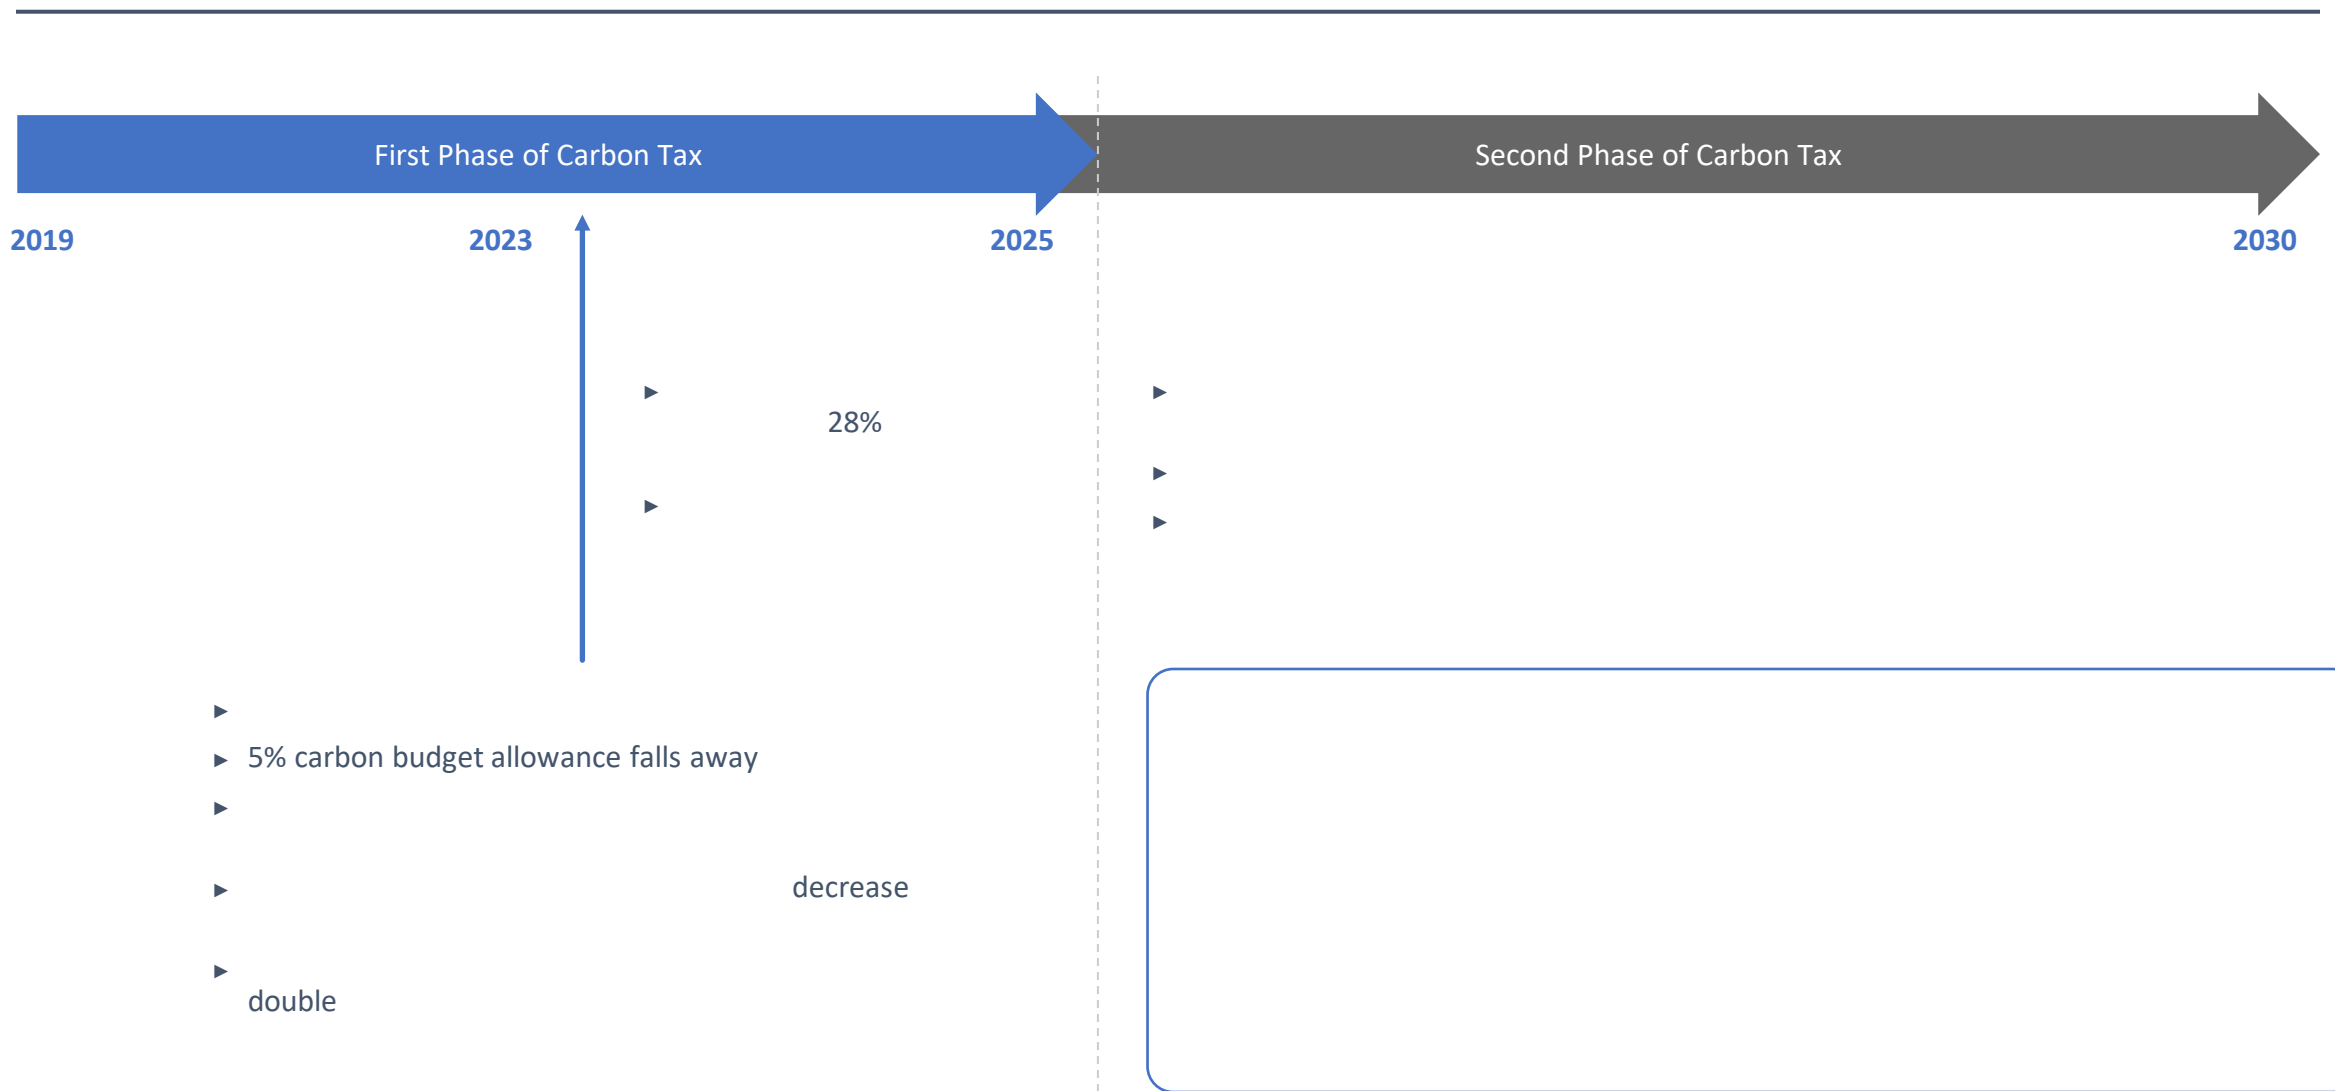 First Phase of Carbon Tax
Second Phase of Carbon Tax
2019
2023
2025
2030
►
►
28%
►
►
►
►
► 5% carbon budget allowance falls away
►
► decrease
►
double